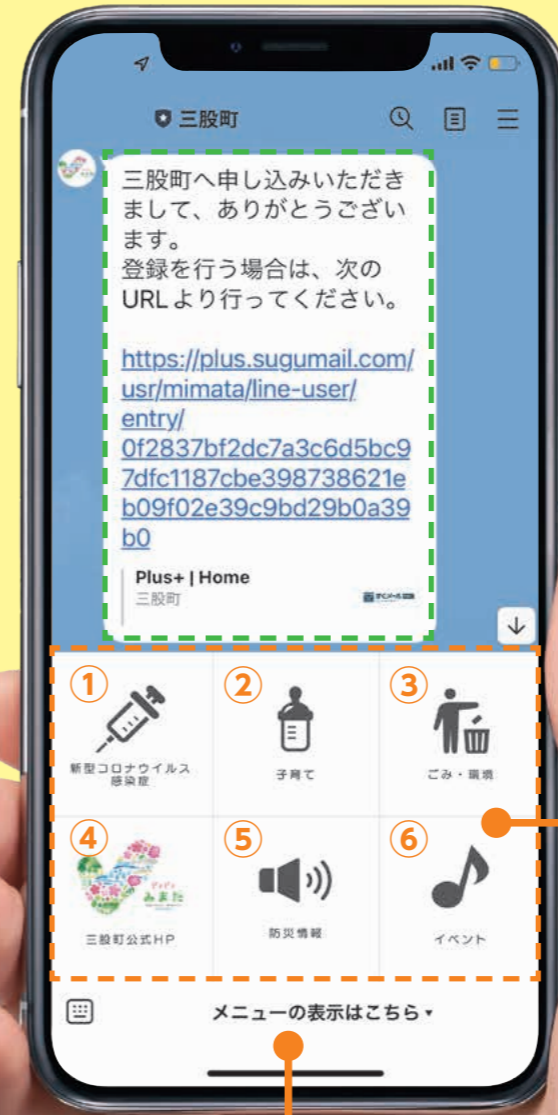 三股町
三股町へ申し込みいただき
まして、ありがとうござい
ます。
登録を行う場合は、次の
URLより行ってください。
https://plus.sugumail.com/
usr/mimata/line-user/
entry/
0f2837bf2dc7a3c6d5bc9
7dfc1187cbe398738621e
b09f02e39c9bd29b0a39
b0
Plus+ | Home
三股町
①
新型コロナウイルス
感染症
②
子育て
③
ごみ・環境
④
みまた
三股町公式HP
⑤
防災情報
⑥
イベント
メニューの表示はこちら▾